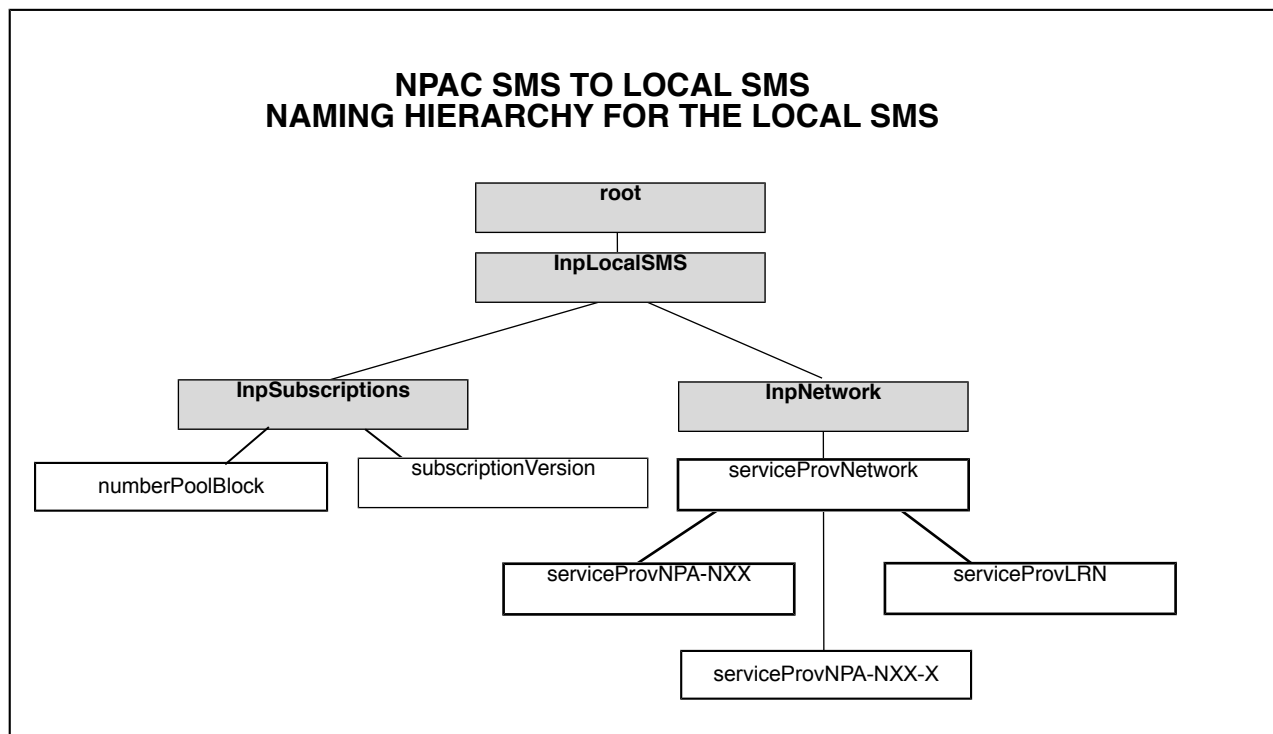 NPAC SMS TO LOCAL SMS
NAMING HIERARCHY FOR THE LOCAL SMS
root
lnpLocalSMS
lnpSubscriptions
lnpNetwork
numberPoolBlock
subscriptionVersion
serviceProvNetwork
serviceProvNPA-NXX
serviceProvLRN
serviceProvNPA-NXX-X